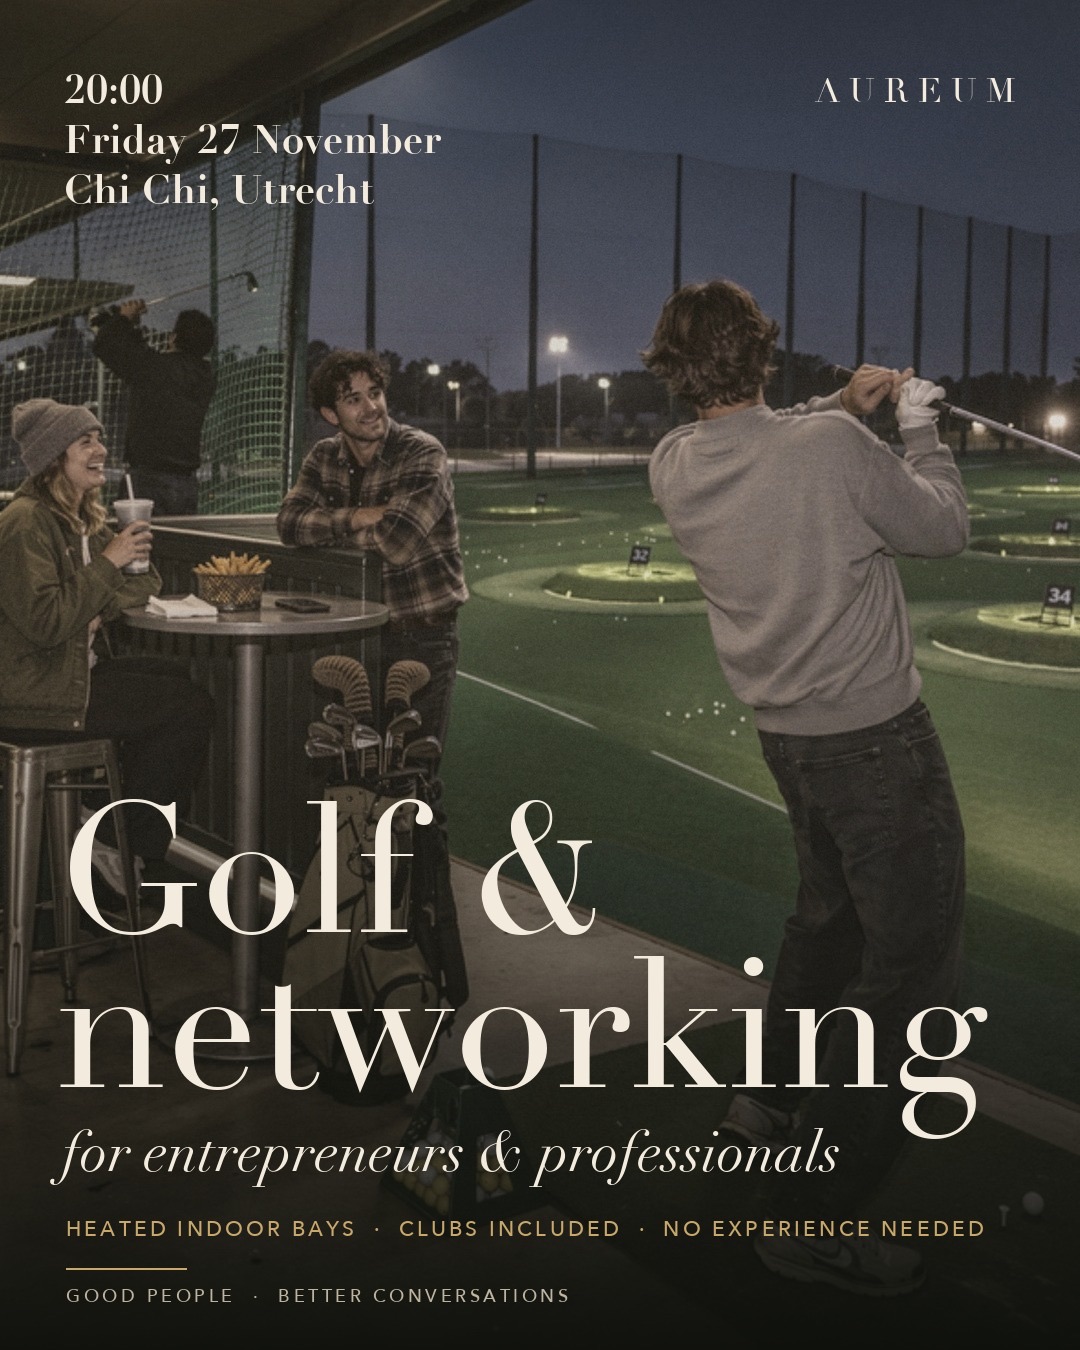 20:00
Friday 27 November
Chi Chi, Utrecht
AUREUM
32
34
Golf &
networking
for entrepreneurs & professionals
HEATED INDOOR BAYS · CLUBS INCLUDED · NO EXPERIENCE NEEDED
GOOD PEOPLE · BETTER CONVERSATIONS